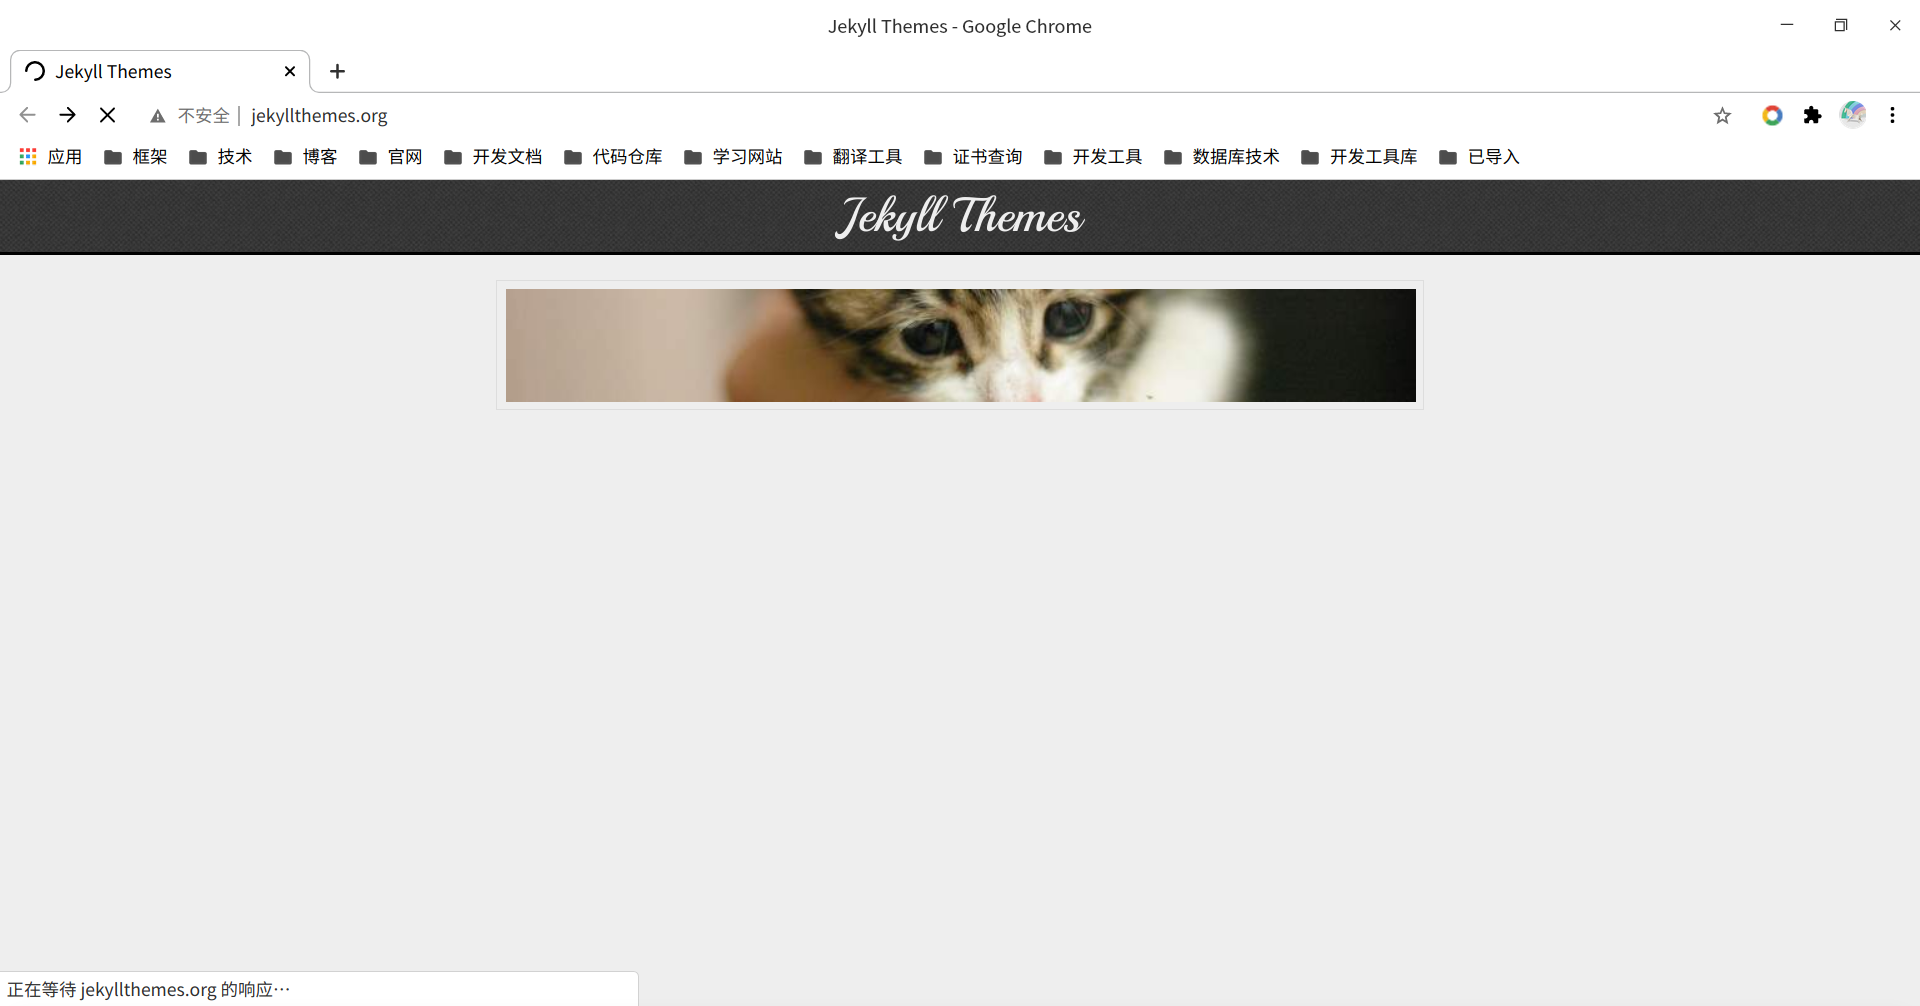 Jekyll Themes - Google Chrome
Jekyll Themes
不安全 jekyllthemes.org
应用 框架 技术 博客 官网 开发文档 代码仓库 学习网站 翻译工具 证书查询 开发工具 数据库技术 开发工具库 已导入
Jekyll Themes
正在等待 jekyllthemes.org 的响应…